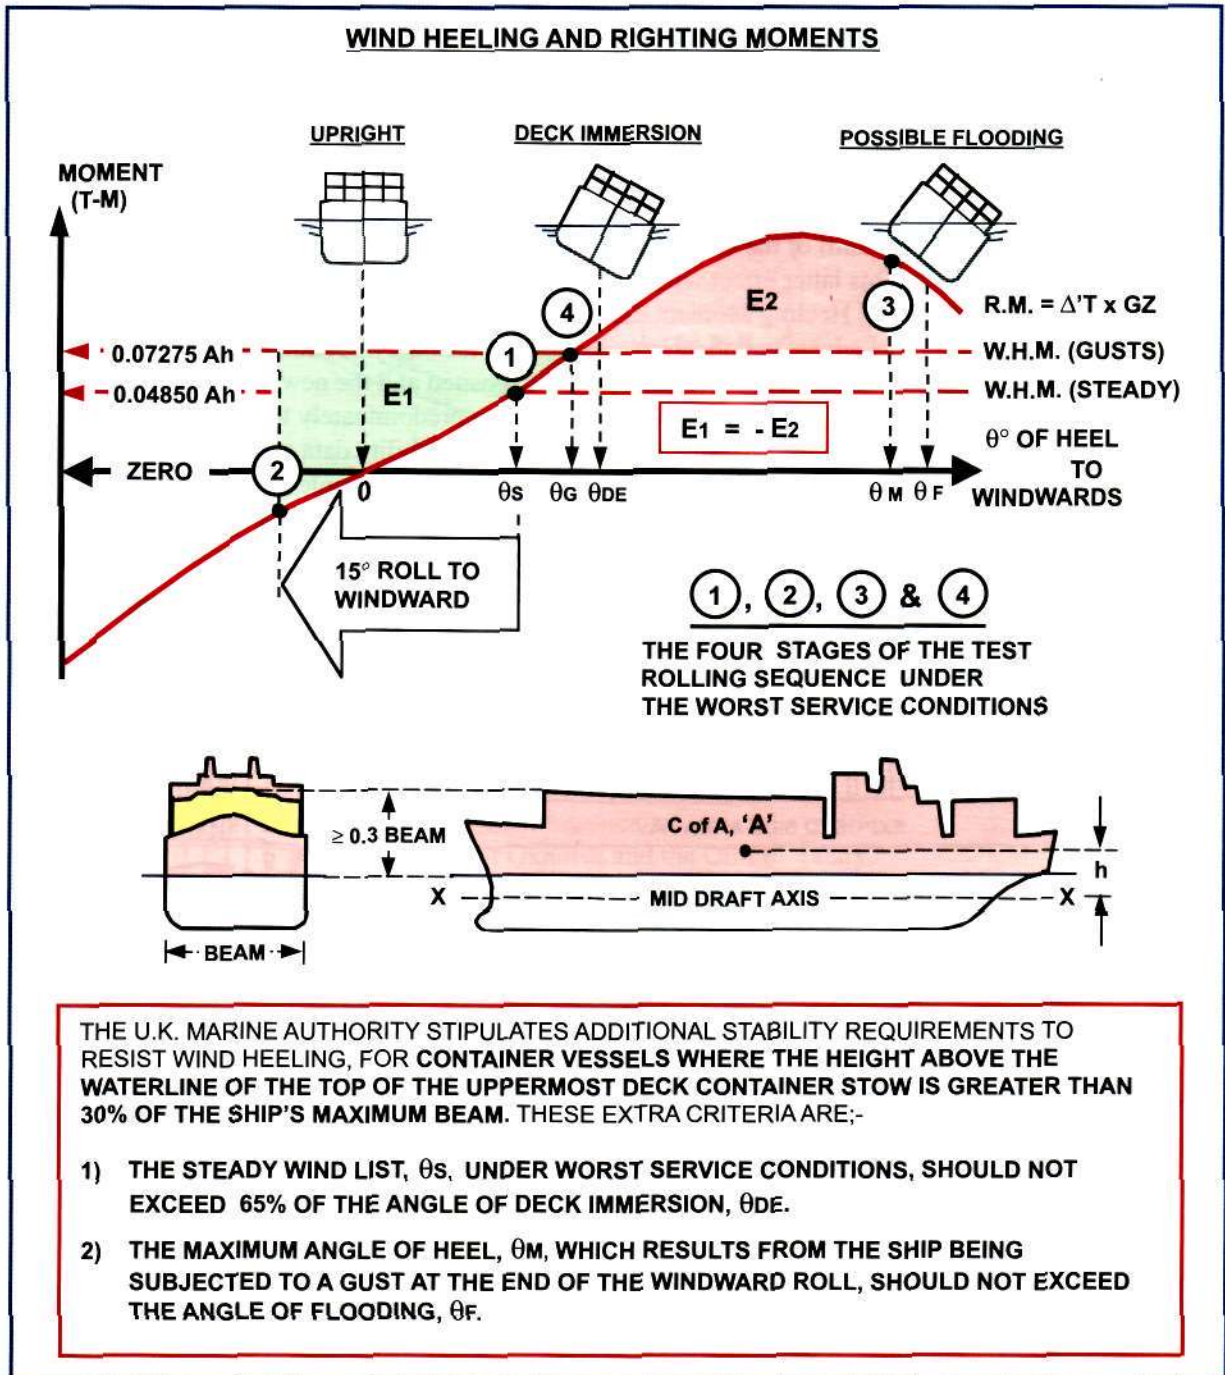 WIND HEELING AND RIGHTING MOMENTS
UPRIGHT
DECK IMMERSION
POSSIBLE FLOODING
MOMENT
(T-M)
4
E2
3
R.M. = Δ'T x GZ
0.07275 Ah
1
W.H.M. (GUSTS)
0.04850 Ah
E1
W.H.M. (STEADY)
E1 = - E2
θ° OF HEEL
TO
WINDWARDS
ZERO
2
0
θS
θG
θDE
θM
θF
15° ROLL TO
WINDWARD
1, 2, 3 & 4
THE FOUR STAGES OF THE TEST
ROLLING SEQUENCE UNDER
THE WORST SERVICE CONDITIONS
≥ 0.3 BEAM
C of A, 'A'
h
X
MID DRAFT AXIS
X
BEAM
THE U.K. MARINE AUTHORITY STIPULATES ADDITIONAL STABILITY REQUIREMENTS TO
RESIST WIND HEELING, FOR CONTAINER VESSELS WHERE THE HEIGHT ABOVE THE
WATERLINE OF THE TOP OF THE UPPERMOST DECK CONTAINER STOW IS GREATER THAN
30% OF THE SHIP'S MAXIMUM BEAM. THESE EXTRA CRITERIA ARE;-
1) THE STEADY WIND LIST, θS, UNDER WORST SERVICE CONDITIONS, SHOULD NOT
EXCEED 65% OF THE ANGLE OF DECK IMMERSION, θDE.
2) THE MAXIMUM ANGLE OF HEEL, θM, WHICH RESULTS FROM THE SHIP BEING
SUBJECTED TO A GUST AT THE END OF THE WINDWARD ROLL, SHOULD NOT EXCEED
THE ANGLE OF FLOODING, θF.